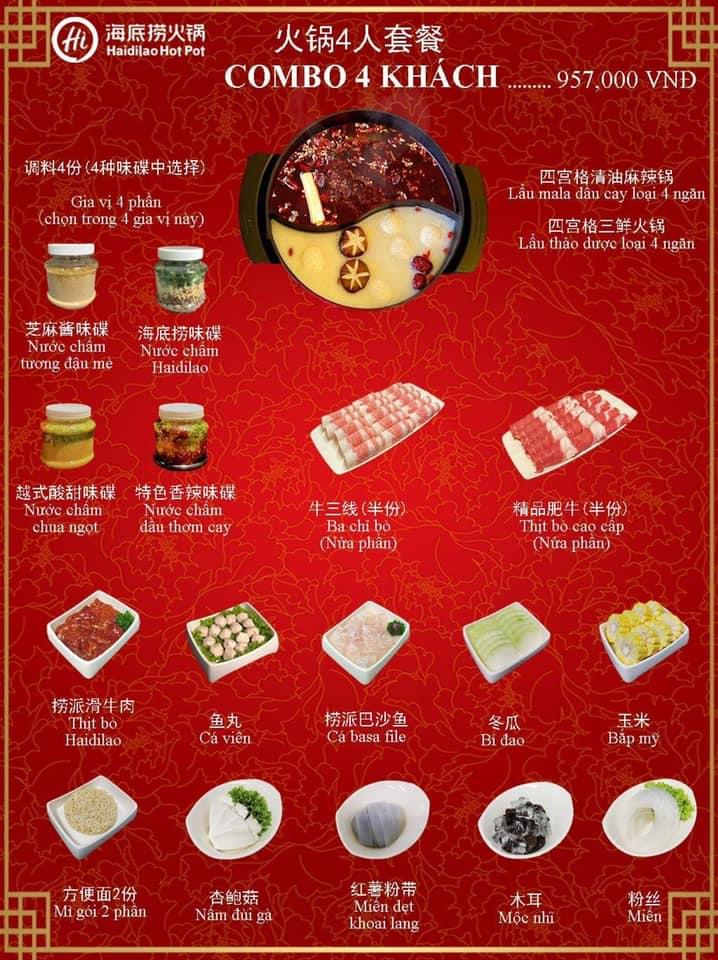 海底捞火锅
Haidilao Hot Pot
火锅4人套餐
COMBO 4 KHÁCH ......... 957,000 VNĐ
调料4份(4种味碟中选择)
Gia vị 4 phần
(chọn trong 4 gia vị này)
四宫格清油麻辣锅
Lẩu mala dầu cay loại 4 ngăn
四宫格三鲜火锅
Lẩu thảo dược loại 4 ngăn
芝麻酱味碟
Nước chấm
tương đậu mè
海底捞味碟
Nước chấm
Haidilao
越式酸甜味碟
Nước chấm
chua ngọt
特色香辣味碟
Nước chấm
dầu thơm cay
牛三线(半份)
Ba chỉ bò
(Nửa phần)
精品肥牛(半份)
Thịt bò cao cấp
(Nửa phần)
捞派滑牛肉
Thịt bò
Haidilao
鱼丸
Cá viên
捞派巴沙鱼
Cá basa file
冬瓜
Bí đao
玉米
Bắp mỹ
方便面2份
Mì gói 2 phần
杏鲍菇
Nấm đùi gà
红薯粉带
Miến dẹt
khoai lang
木耳
Mộc nhĩ
粉丝
Miến